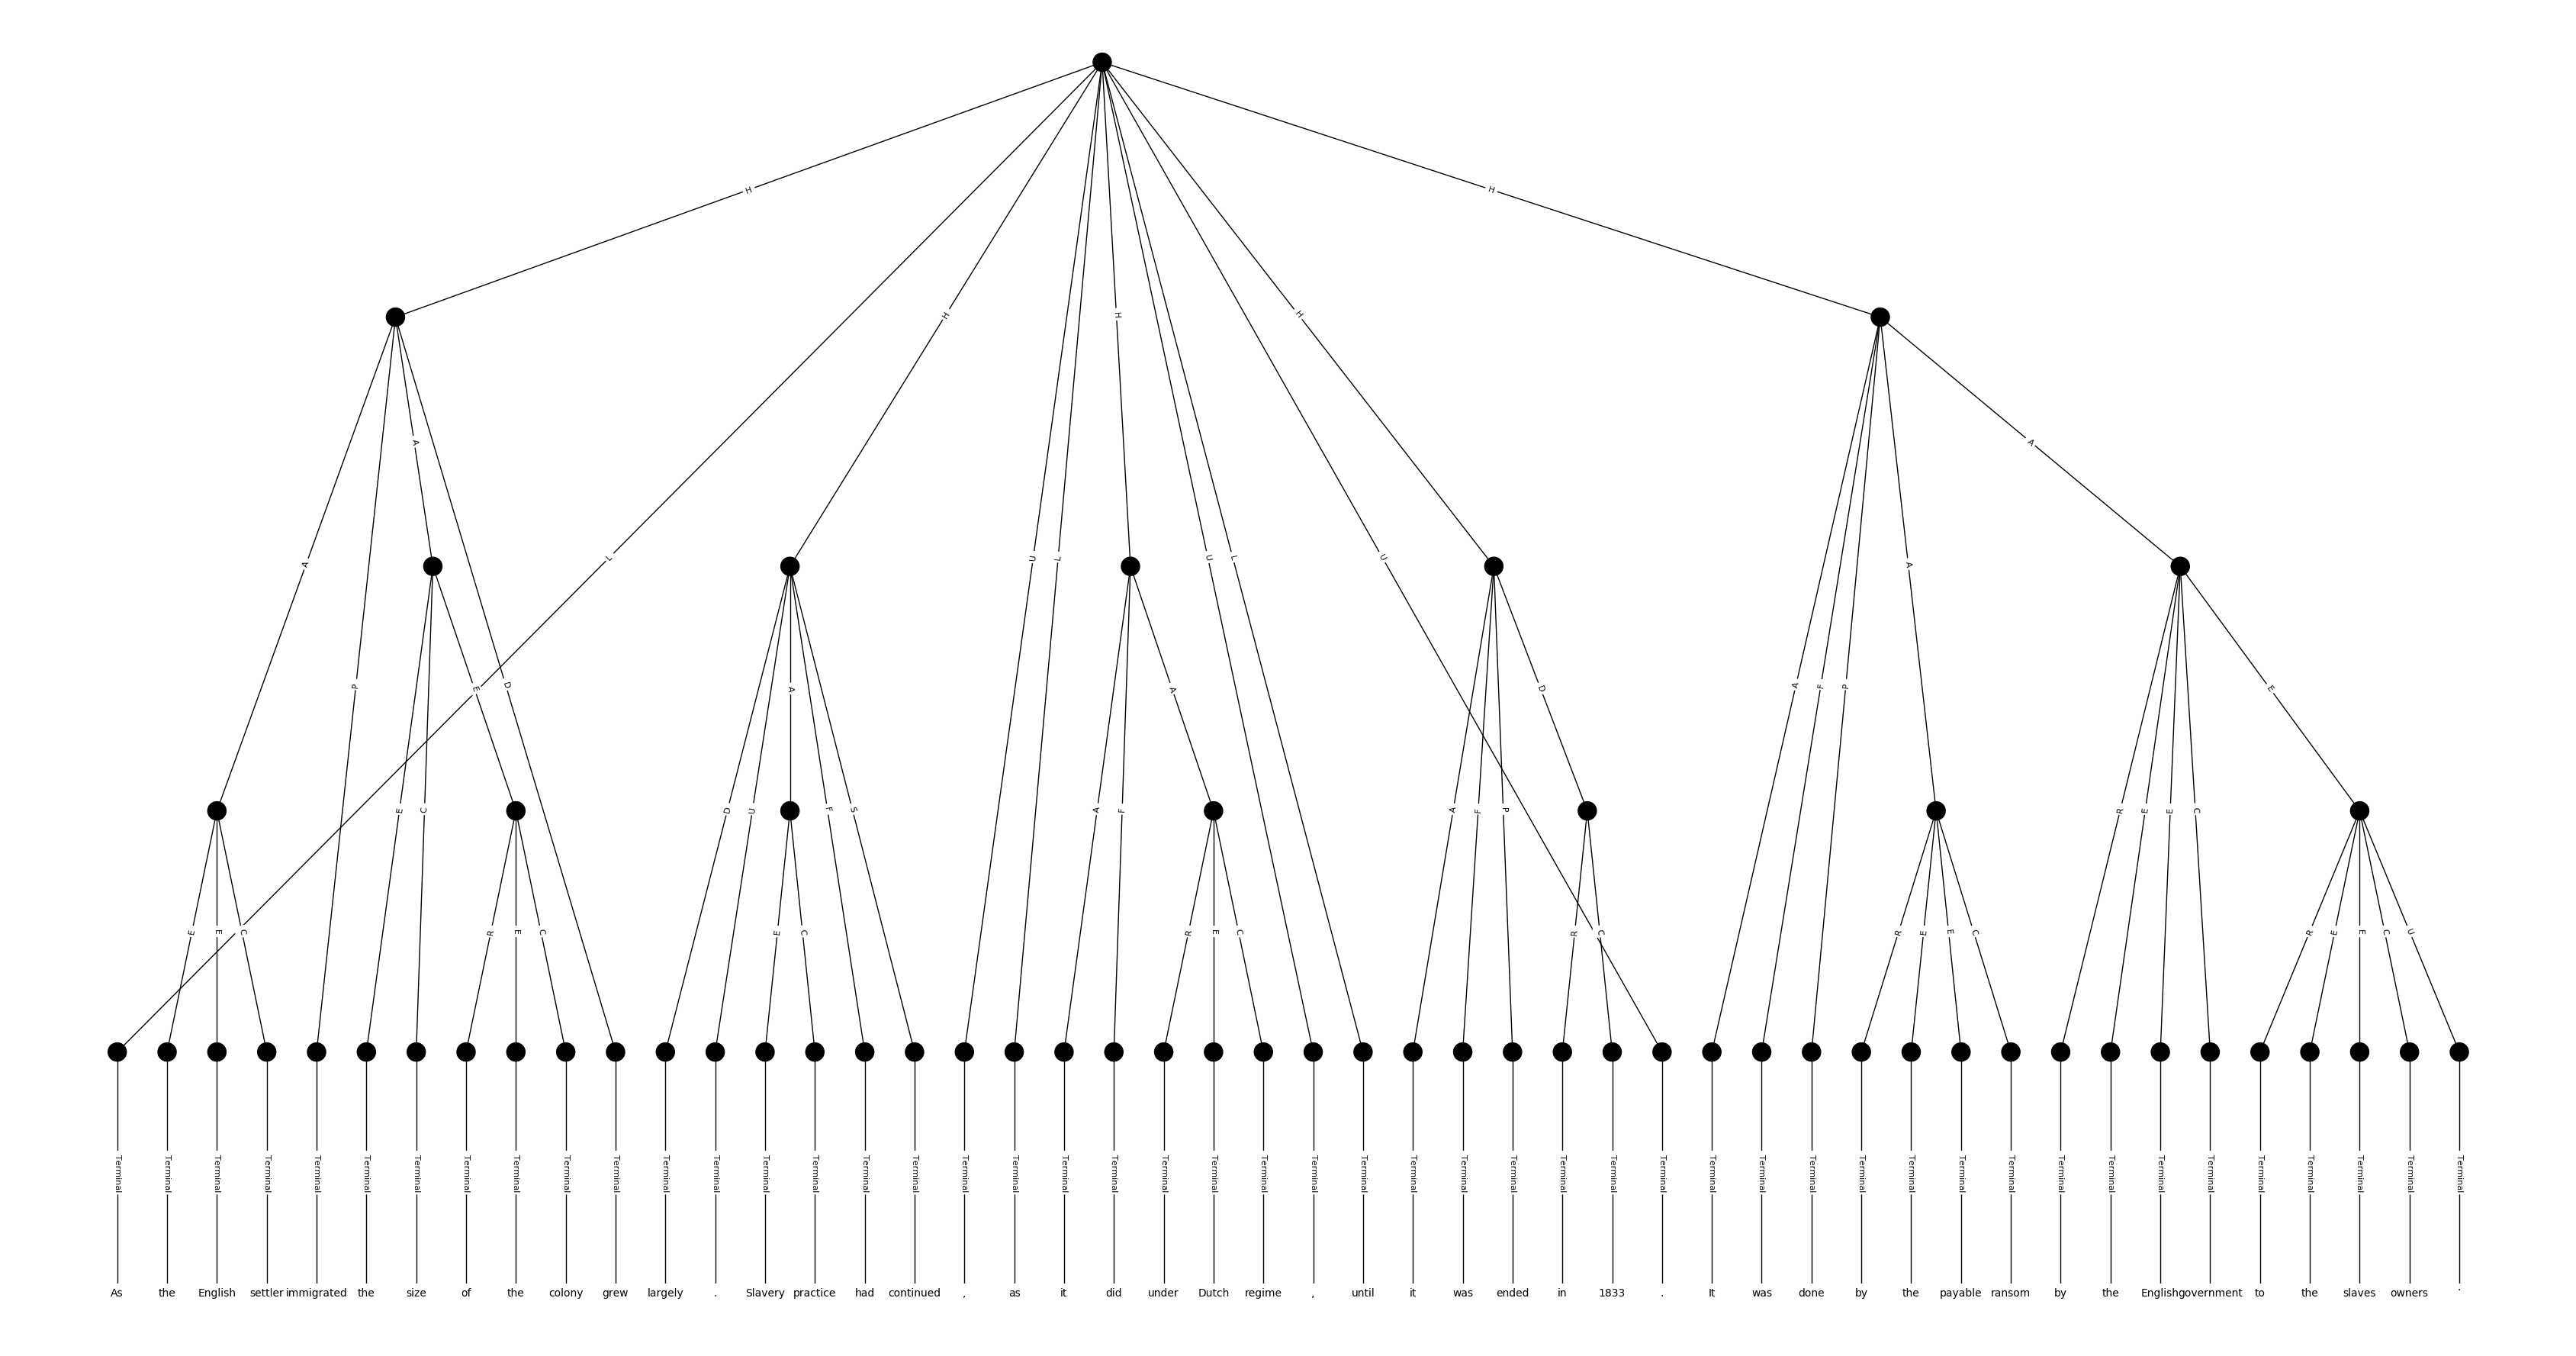 H H
H H H
A A
L U L U L U
A
P A E D A F P D A E
E C D U F S A F A F P R E E C
E E C R E C E C R E C R C R E E C R E E C U
Terminal Terminal Terminal Terminal Terminal Terminal Terminal Terminal Terminal Terminal Terminal Terminal Terminal Terminal Terminal Terminal Terminal Terminal Terminal Terminal Terminal Terminal Terminal Terminal Terminal Terminal Terminal Terminal Terminal Terminal Terminal Terminal Terminal Terminal Terminal Terminal Terminal Terminal Terminal Terminal Terminal Terminal Terminal Terminal Terminal Terminal Terminal Terminal
As the English settler immigrated the size of the colony grew largely . Slavery practice had continued , as it did under Dutch regime , until it was ended in 1833 . It was done by the payable ransom by the English government to the slaves owners .